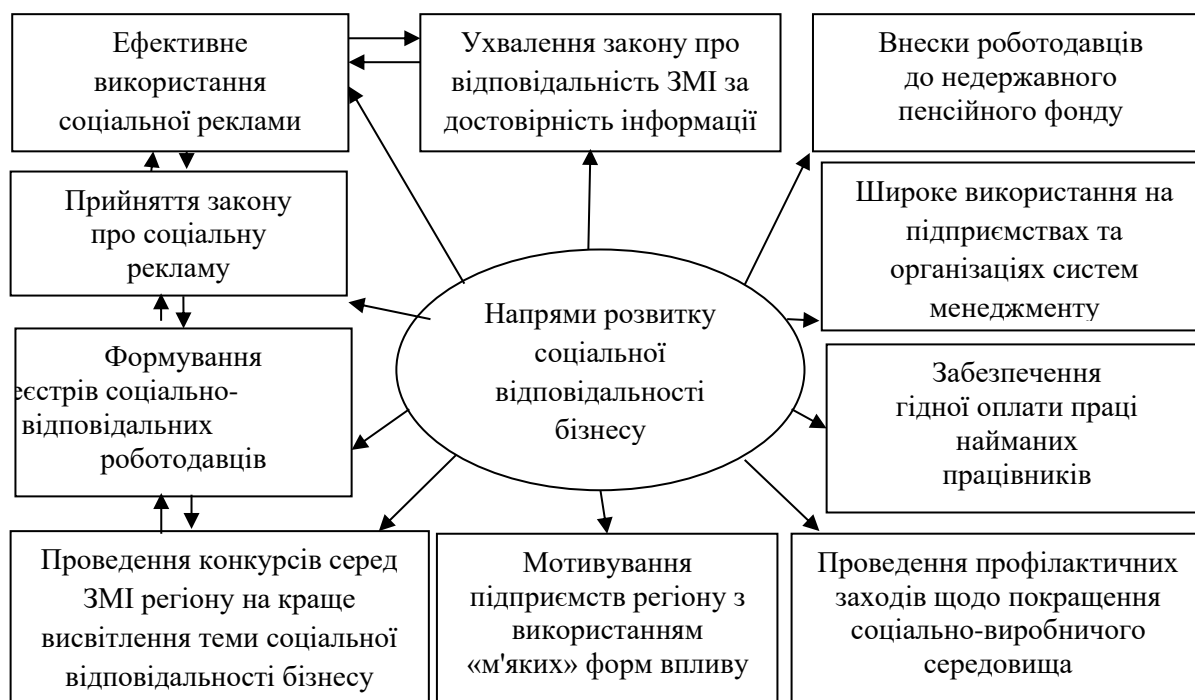 Ефективне
використання
соціальної реклами
Ухвалення закону про
відповідальність ЗМІ за
достовірність інформації
Внески роботодавців
до недержавного
пенсійного фонду
Прийняття закону
про соціальну
рекламу
Широке використання на
підприємствах та
організаціях систем
менеджменту
Напрями розвитку
соціальної
відповідальності
бізнесу
Формування
еєстрів соціально-
відповідальних
роботодавців
Забезпечення
гідної оплати праці
найманих
працівників
Проведення конкурсів серед
ЗМІ регіону на краще
висвітлення теми соціальної
відповідальності бізнесу
Мотивування
підприємств регіону з
використанням
«м'яких» форм впливу
Проведення профілактичних
заходів щодо покращення
соціально-виробничого
середовища